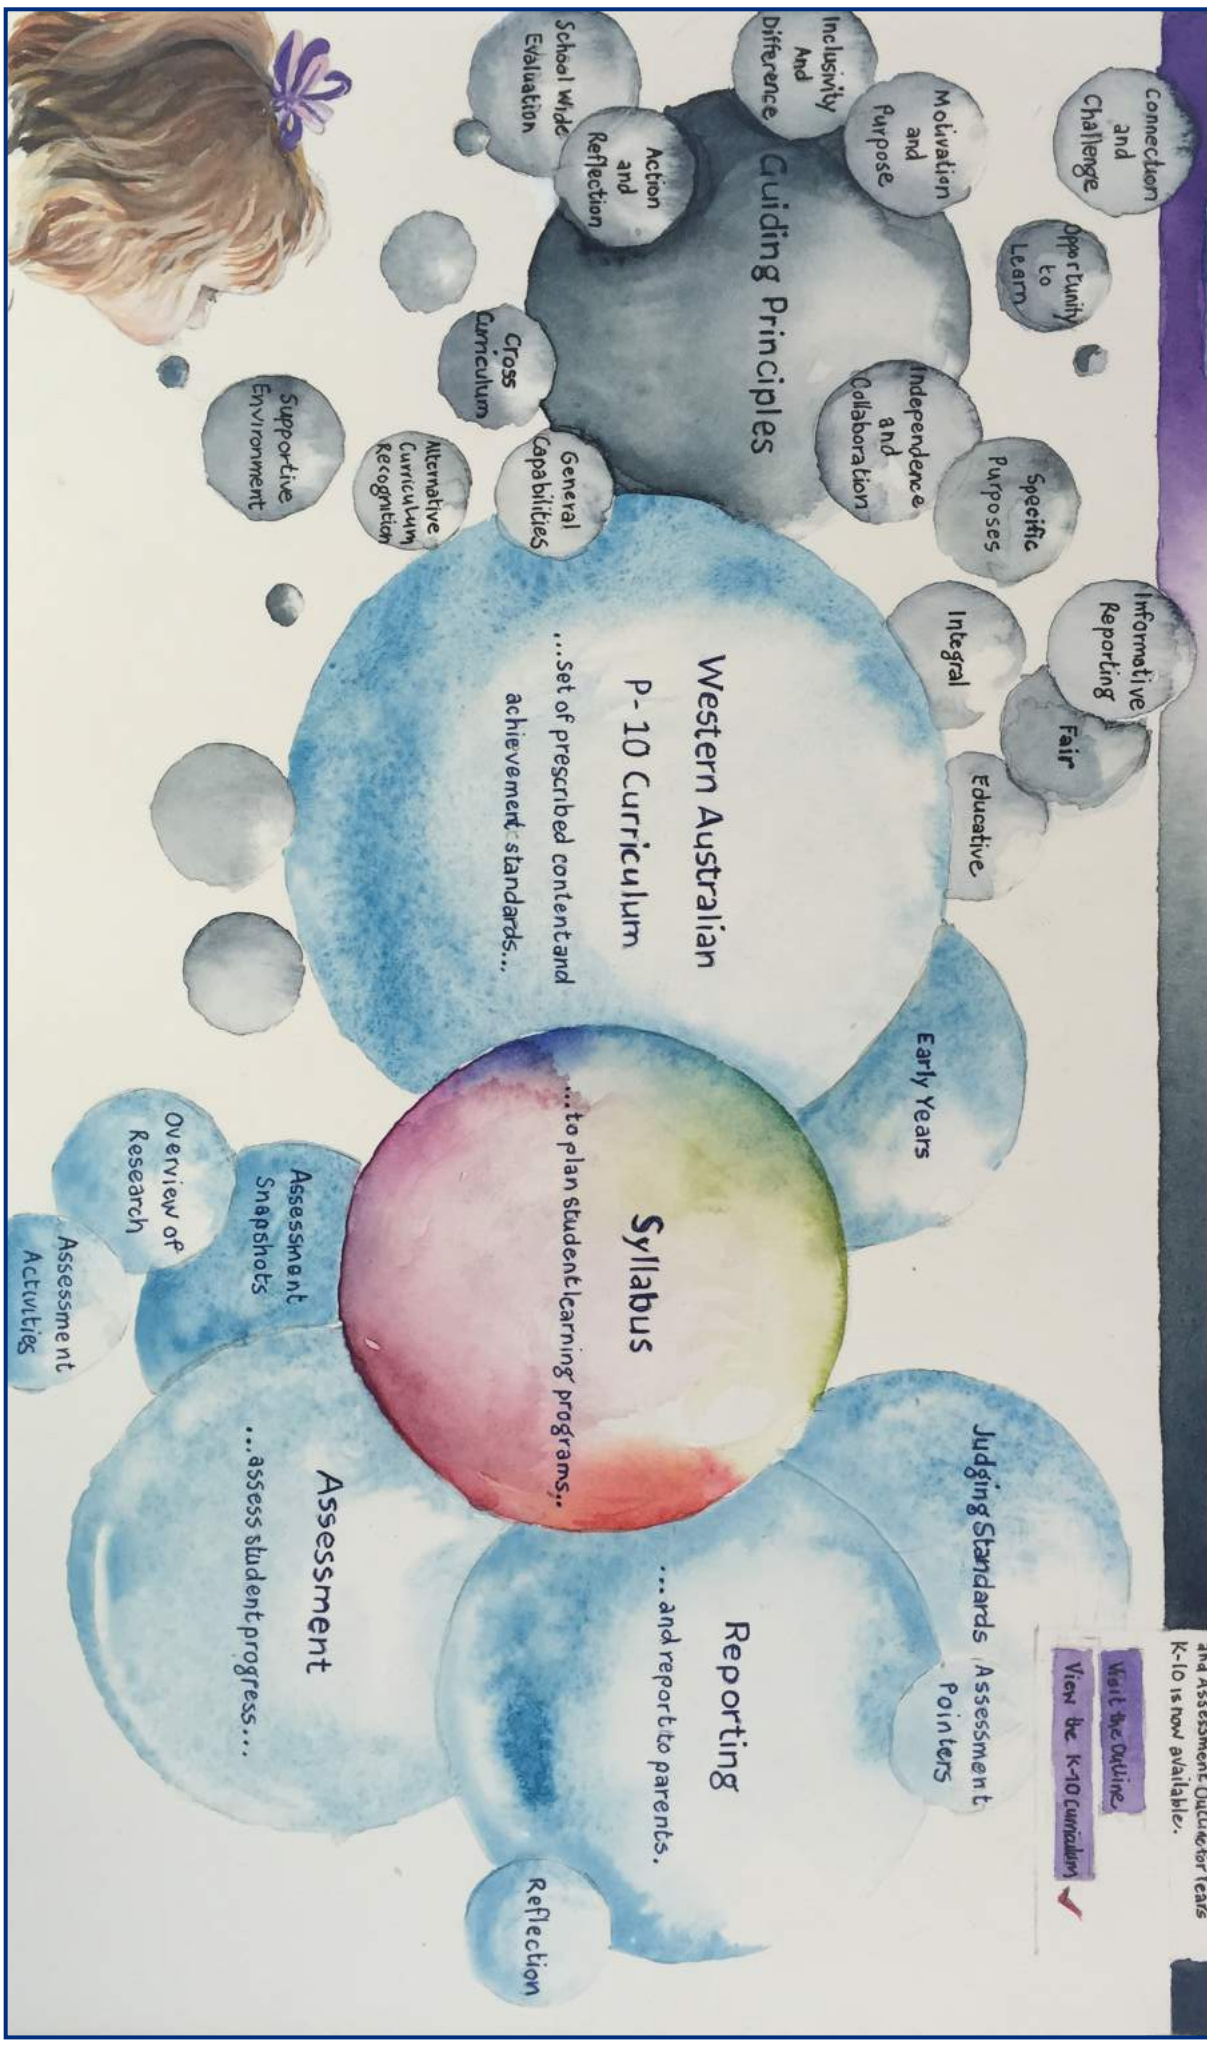 and Assessment Outline for Years
K-10 is now available.
Visit the Outline
View the K-10 Curriculum
Connection
and
Challenge
Opportunity
to
Learn
Motivation
and
Purpose
Inclusivity
And
Difference
School Wide
Evaluation
Action
and
Reflection
Guiding Principles
Independence
and
Collaboration
Specific
Purposes
Cross
Curriculum
General
Capabilities
Alternative
Curriculum
Recognition
Supportive
Environment
Informative
Reporting
Integral
Fair
Educative
Western Australian
P-10 Curriculum
...set of prescribed content and
achievement standards...
Early Years
Syllabus
...to plan student learning programs...
Judging Standards
Assessment
Pointers
Reporting
...and report to parents.
Reflection
Assessment
...assess student progress...
Assessment
Snapshots
Overview of
Research
Assessment
Activities